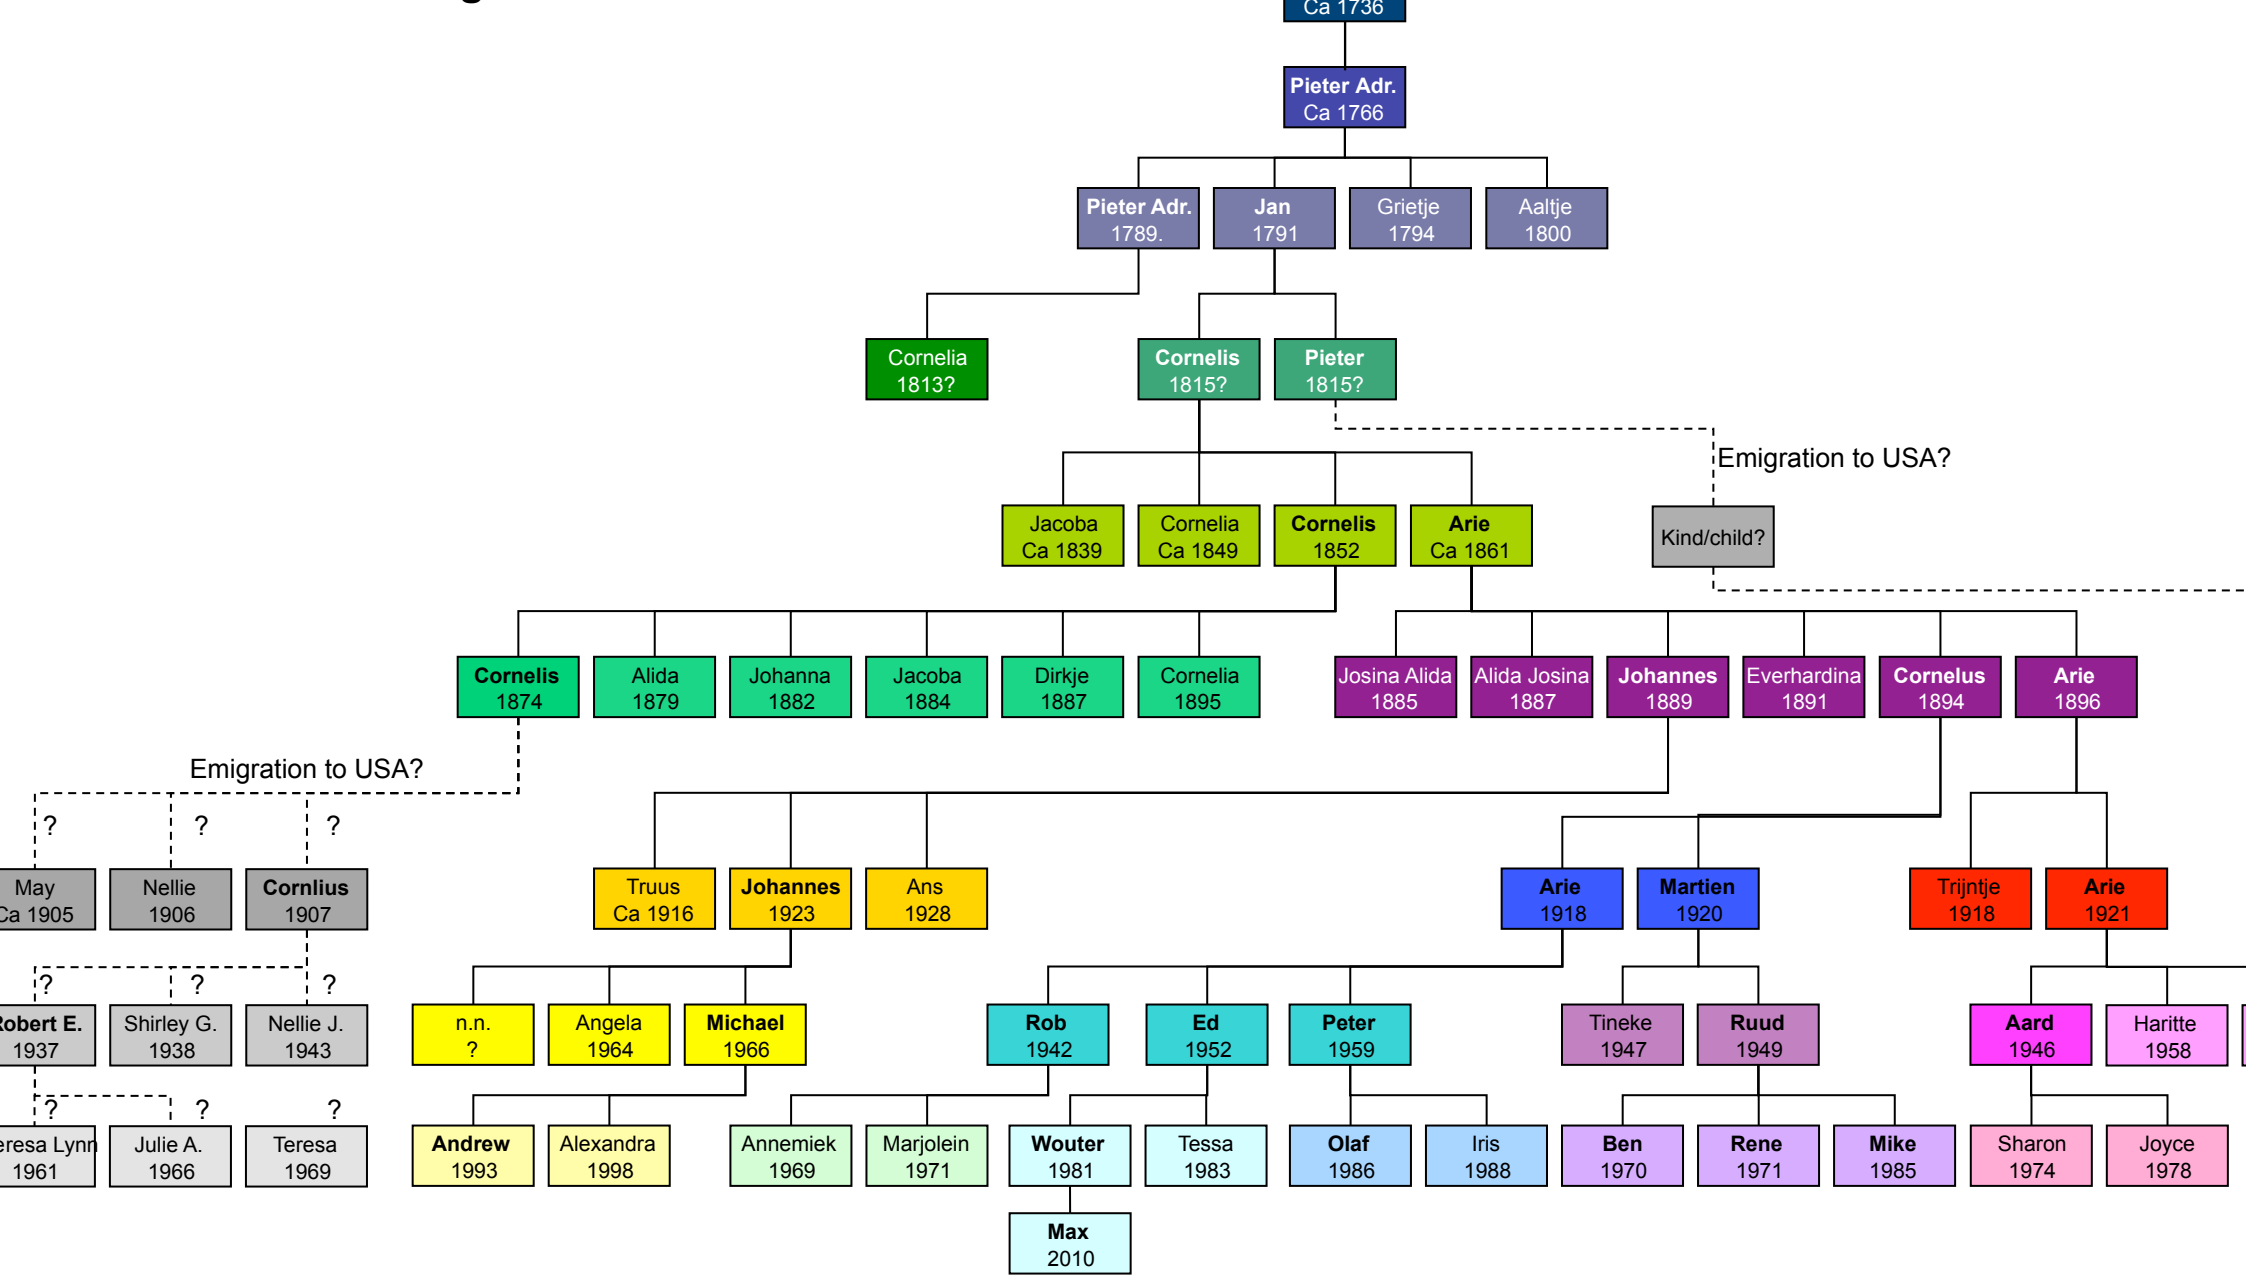 Ca 1736
Pieter Adr.
Ca 1766
Pieter Adr.
1789.
Jan
1791
Grietje
1794
Aaltje
1800
Cornelia
1813?
Cornelis
1815?
Pieter
1815?
Emigration to USA?
Jacoba
Ca 1839
Cornelia
Ca 1849
Cornelis
1852
Arie
Ca 1861
Kind/child?
Cornelis
1874
Alida
1879
Johanna
1882
Jacoba
1884
Dirkje
1887
Cornelia
1895
Josina Alida
1885
Alida Josina
1887
Johannes
1889
Everhardina
1891
Cornelus
1894
Arie
1896
Emigration to USA?
?
?
?
May
Ca 1905
Nellie
1906
Cornlius
1907
Truus
Ca 1916
Johannes
1923
Ans
1928
Arie
1918
Martien
1920
Trijntje
1918
Arie
1921
?
?
?
Robert E.
1937
Shirley G.
1938
Nellie J.
1943
n.n.
?
Angela
1964
Michael
1966
Rob
1942
Ed
1952
Peter
1959
Tineke
1947
Ruud
1949
Aard
1946
Haritte
1958
?
?
?
eresa Lynn
1961
Julie A.
1966
Teresa
1969
Andrew
1993
Alexandra
1998
Annemiek
1969
Marjolein
1971
Wouter
1981
Tessa
1983
Olaf
1986
Iris
1988
Ben
1970
Rene
1971
Mike
1985
Sharon
1974
Joyce
1978
Max
2010